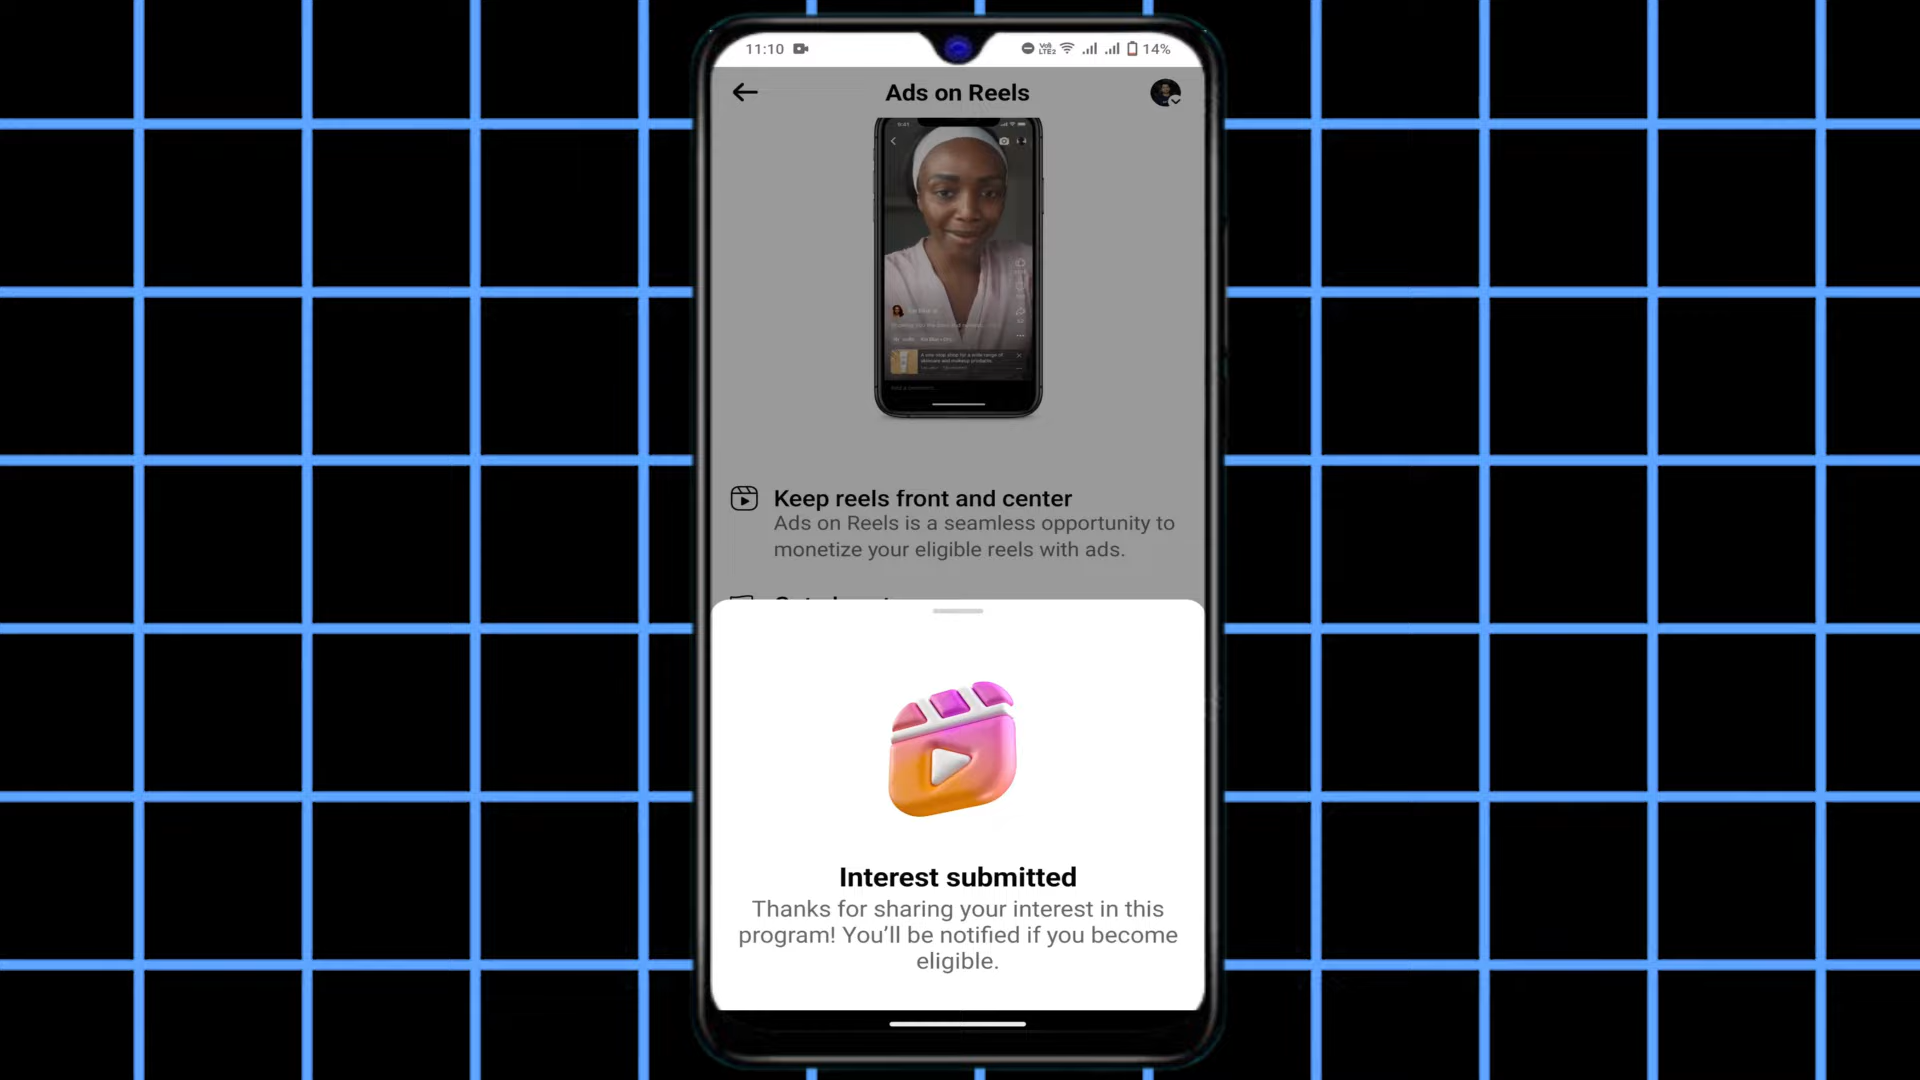 11:10
Vo)) LTE2
14%
Ads on Reels
Keep reels front and center
Ads on Reels is a seamless opportunity to
monetize your eligible reels with ads.
Interest submitted
Thanks for sharing your interest in this
program! You’ll be notified if you become
eligible.